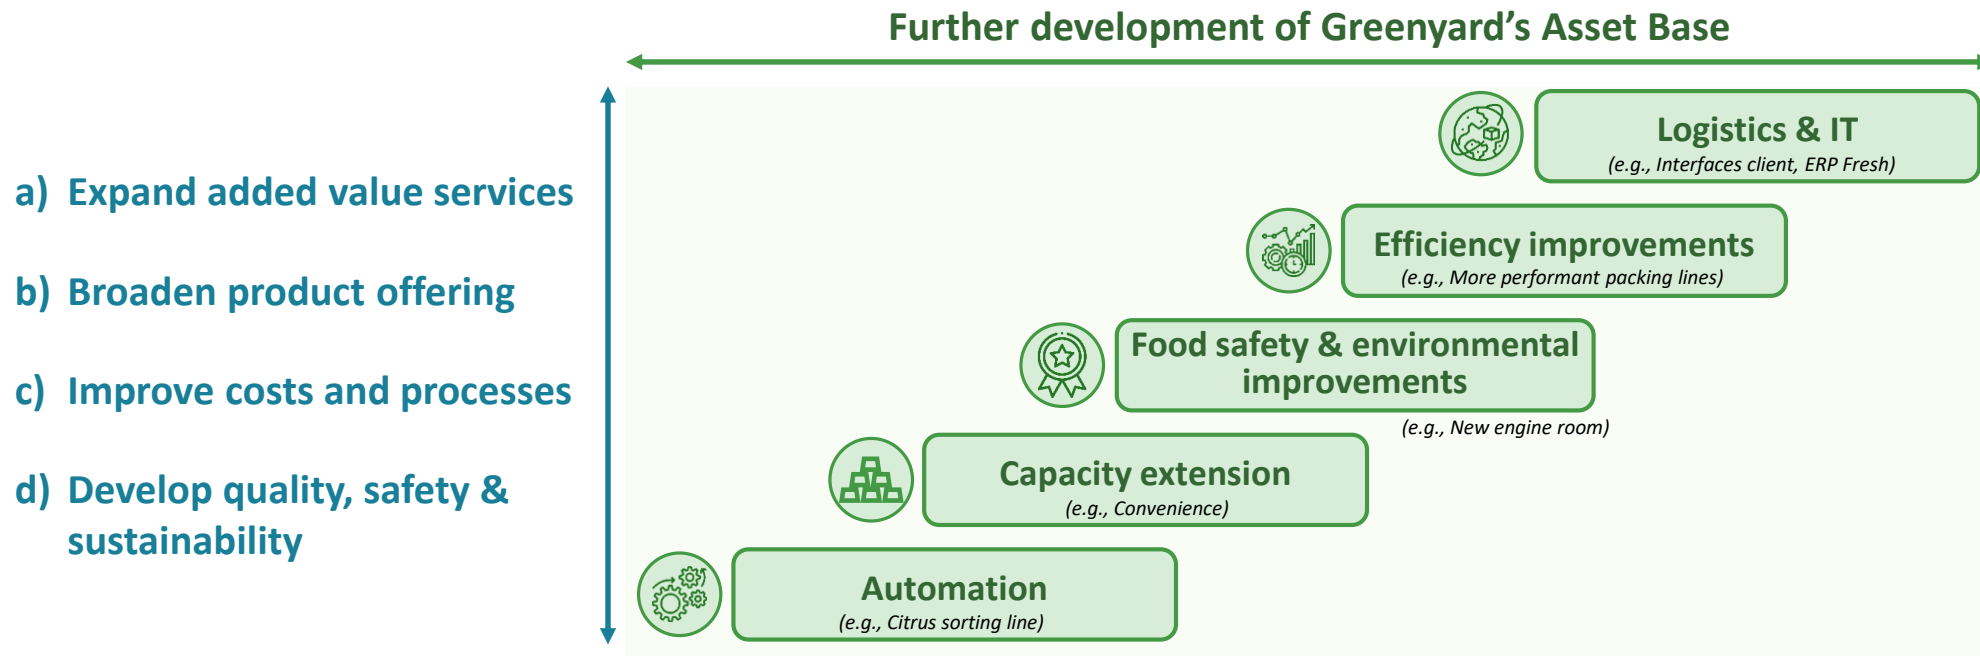 Further development of Greenyard’s Asset Base
a) Expand added value services
b) Broaden product offering
c) Improve costs and processes
d) Develop quality, safety &
sustainability
Logistics & IT
(e.g., Interfaces client, ERP Fresh)
Efficiency improvements
(e.g., More performant packing lines)
Food safety & environmental
improvements
(e.g., New engine room)
Capacity extension
(e.g., Convenience)
Automation
(e.g., Citrus sorting line)